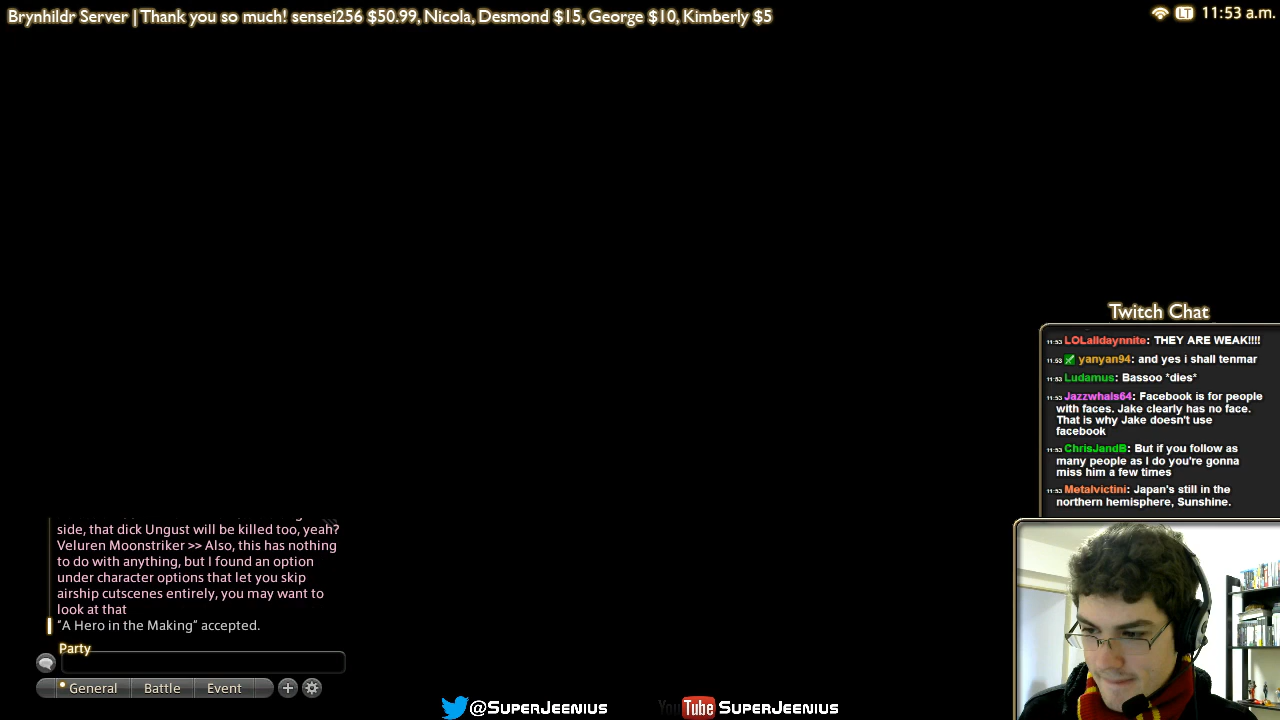 Brynhildr Server | Thank you so much! sensei256 $50.99, Nicola, Desmond $15, George $10, Kimberly $5
LT 11:53 a.m.
Twitch Chat
11:53 LOLalldaynnite: THEY ARE WEAK!!!!
11:53 yanyan94: and yes i shall tenmar
11:53 Ludamus: Bassoo *dies*
11:53 Jazzwhals64: Facebook is for people
with faces. Jake clearly has no face.
That is why Jake doesn't use
facebook
11:53 ChrisJandB: But if you follow as
many people as I do you're gonna
miss him a few times
11:53 Metalvictini: Japan's still in the
northern hemisphere, Sunshine.
side, that dick Ungust will be killed too, yeah?
Veluren Moonstriker >> Also, this has nothing
to do with anything, but I found an option
under character options that let you skip
airship cutscenes entirely, you may want to
look at that
"A Hero in the Making" accepted.
Party
General Battle Event
@SuperJeenius
YouTube SuperJeenius